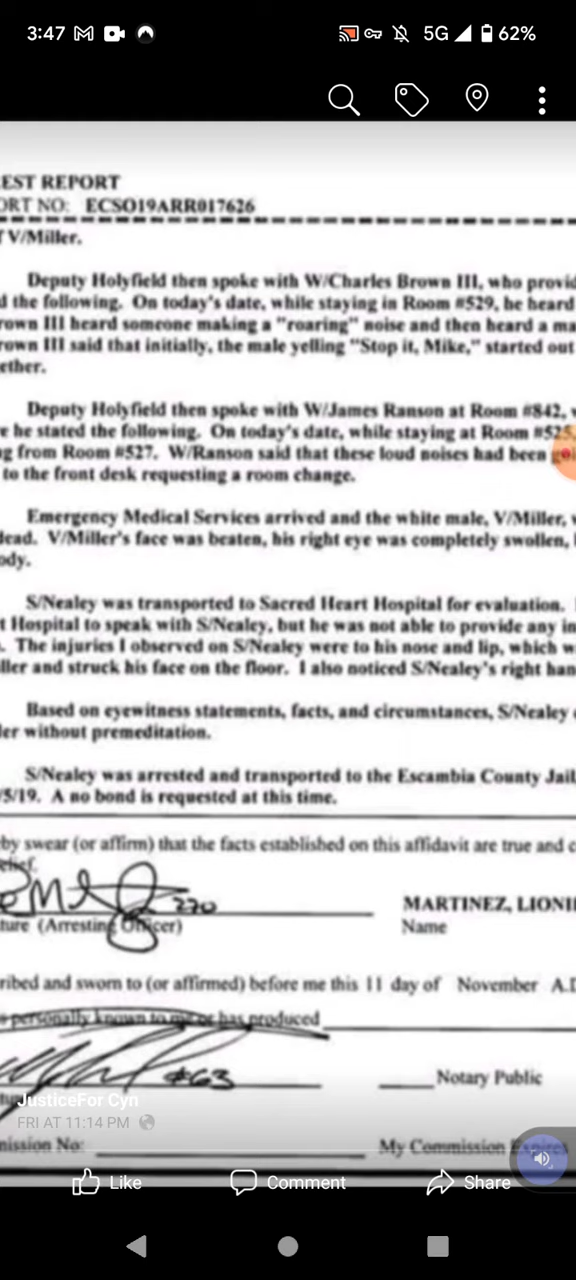 3:47
5G 62%
EST REPORT
ORT NO: ECSO19ARR017626
V/Miller.
Deputy Holyfield then spoke with W/Charles Brown III, who provid
d the following. On today's date, while staying in Room #529, he heard
rown III heard someone making a "roaring" noise and then heard a ma
rown III said that initially, the male yelling "Stop it, Mike," started out
ether.
Deputy Holyfield then spoke with W/James Ranson at Room #842, w
e he stated the following. On today's date, while staying at Room #525,
g from Room #527. W/Ranson said that these loud noises had been
to the front desk requesting a room change.
Emergency Medical Services arrived and the white male, V/Miller,
dead. V/Miller's face was beaten, his right eye was completely swollen,
ody.
S/Nealey was transported to Sacred Heart Hospital for evaluation.
t Hospital to speak with S/Nealey, but he was not able to provide any in
. The injuries I observed on S/Nealey were to his nose and lip, which w
ller and struck his face on the floor. I also noticed S/Nealey's right han
Based on eyewitness statements, facts, and circumstances, S/Nealey
er without premeditation.
S/Nealey was arrested and transported to the Escambia County Jail
/5/19. A no bond is requested at this time.
by swear (or affirm) that the facts established on this affidavit are true and c
elief.
270
MARTINEZ, LIONI
ture (Arresting Officer)
Name
ribed and sworn to (or affirmed) before me this 11 day of November A.D
personally known to me or has produced
#63
Notary Public
JusticeFor Cyn
FRI AT 11:14 PM
mission No:
My Commission Expires
Like
Comment
Share